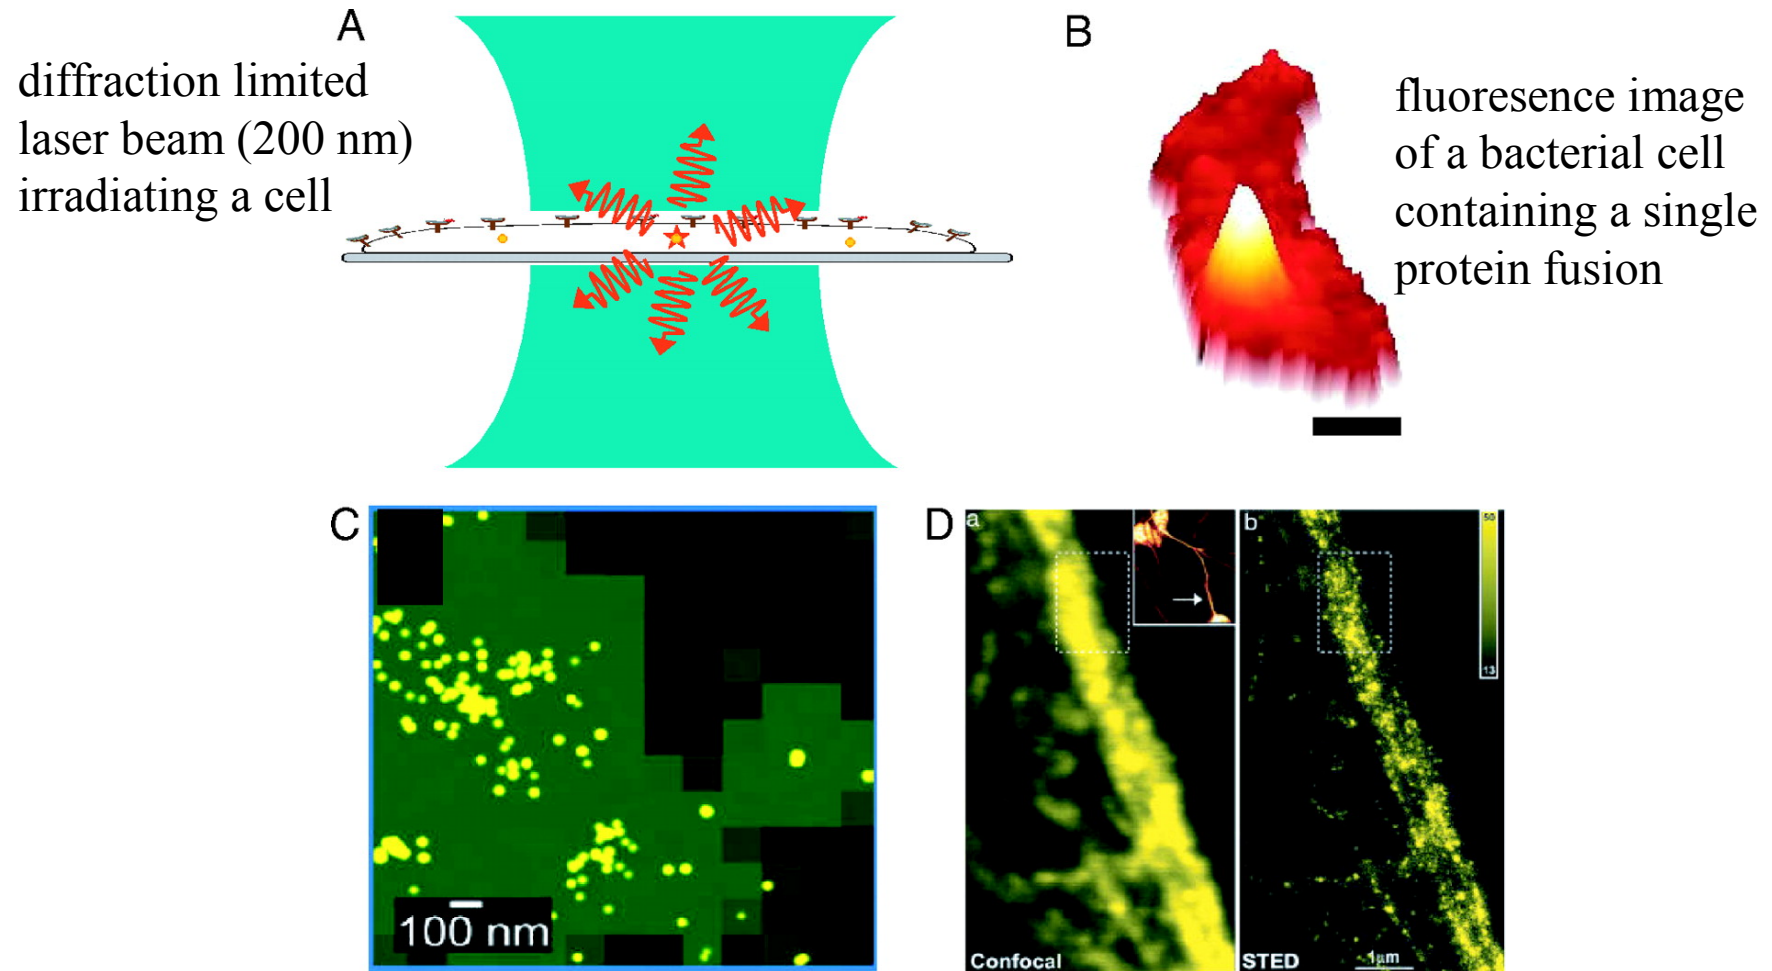 A
diffraction limited
laser beam (200 nm)
irradiating a cell
B
fluoresence image
of a bacterial cell
containing a single
protein fusion
C
100 nm
D
a
Confocal
b
50
13
STED
1µm